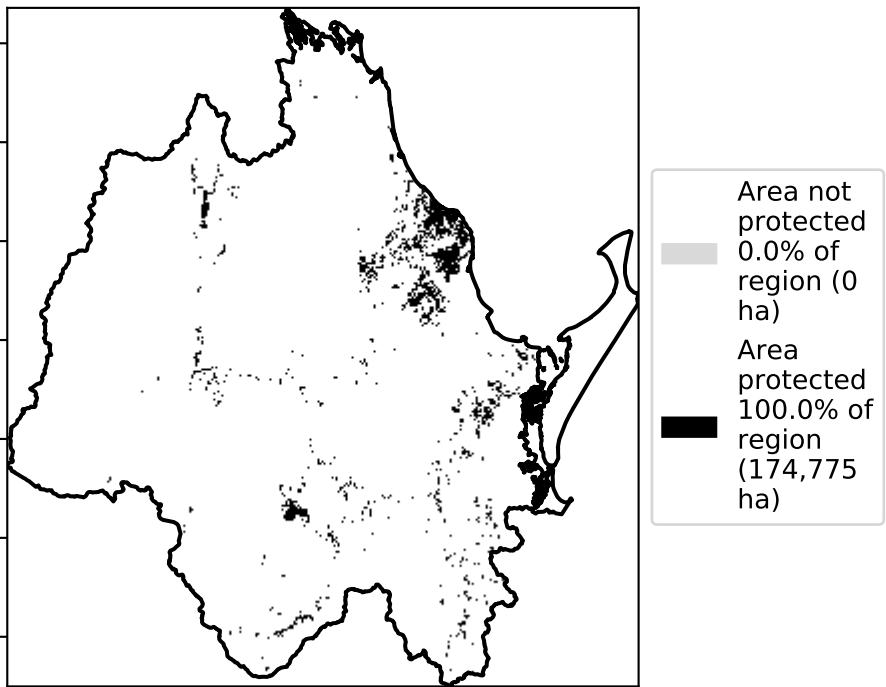 Area not
protected
0.0% of
region (0
ha)
Area
protected
100.0% of
region
(174,775
ha)